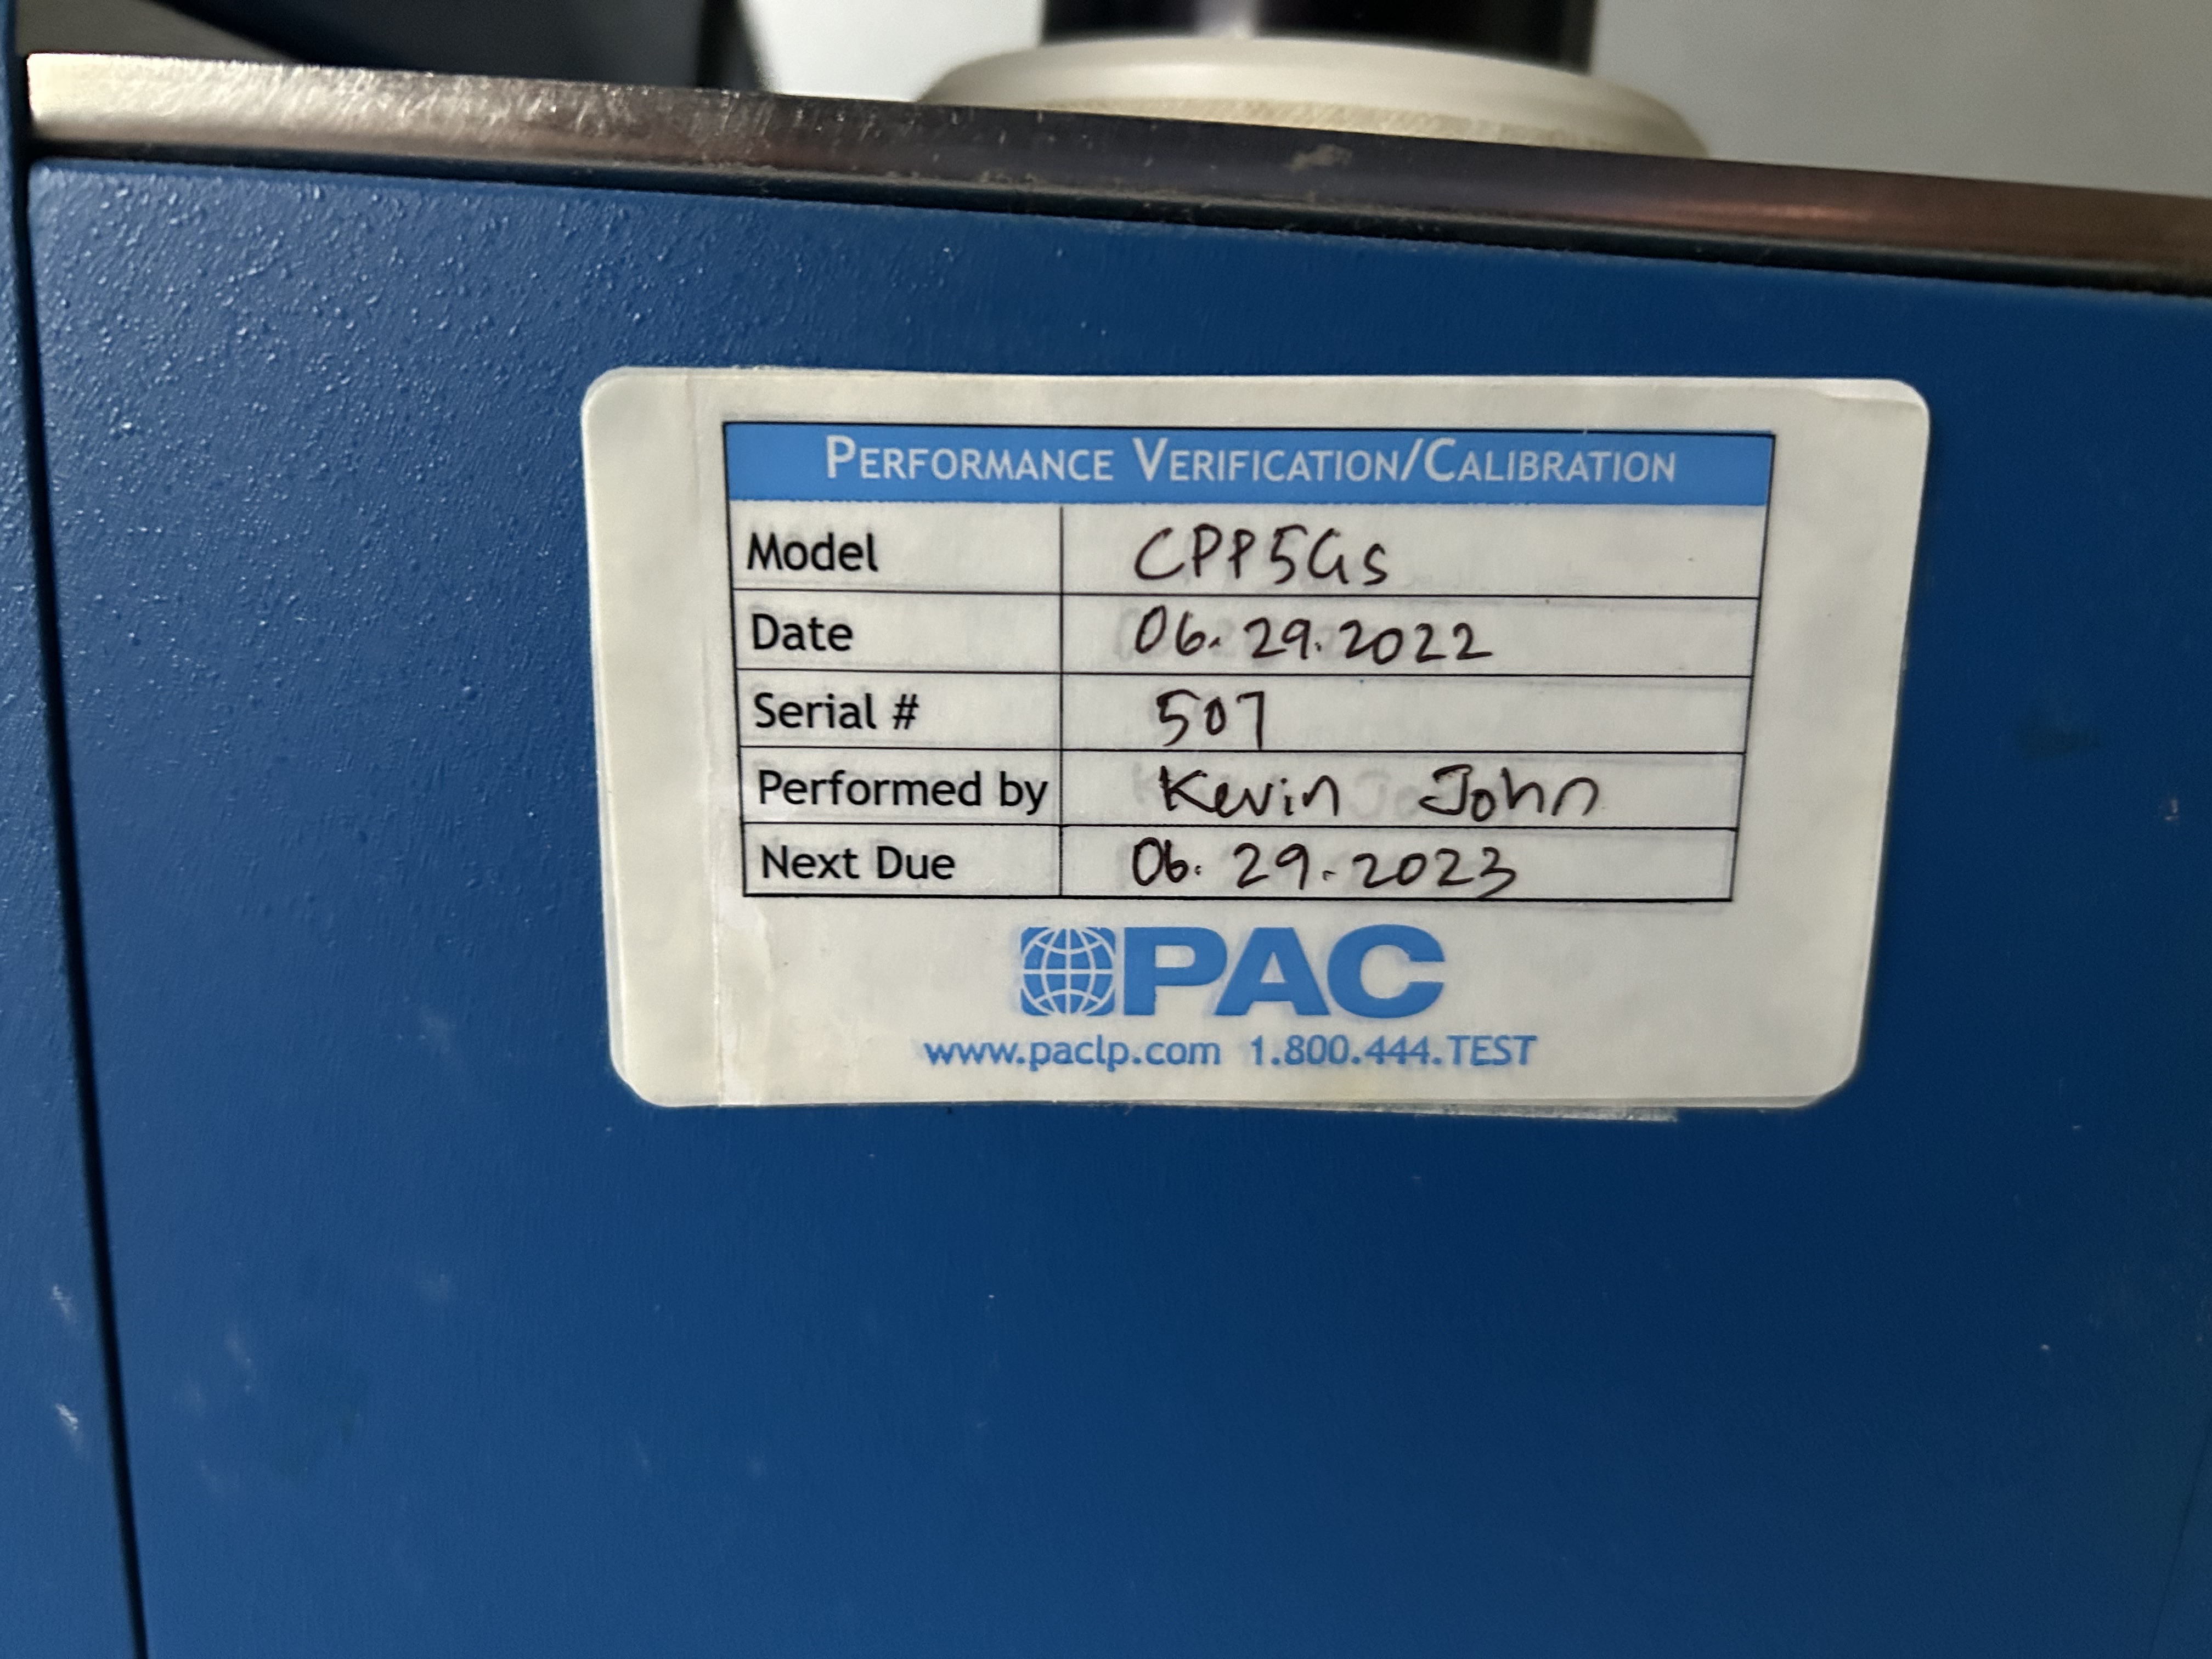 PERFORMANCE VERIFICATION/CALIBRATION
Model CPP5Gs
Date 06.29.2022
Serial # 507
Performed by Kevin John
Next Due 06.29.2023
PAC
www.paclp.com 1.800.444.TEST